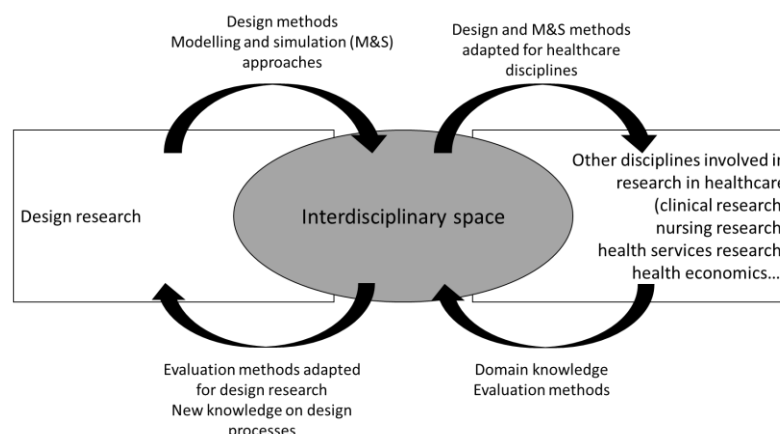 Design methods
Modelling and simulation (M&S)
approaches
Design and M&S methods
adapted for healthcare
disciplines
Design research
Interdisciplinary space
Other disciplines involved in
research in healthcare
(clinical research
nursing research
health services research
health economics...
Evaluation methods adapted
for design research
New knowledge on design
processes
Domain knowledge
Evaluation methods